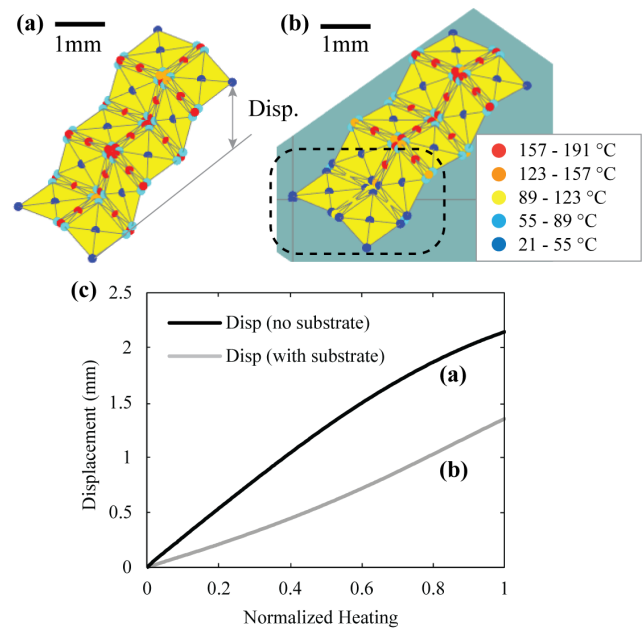 (a)
1mm
Disp.
(b)
1mm
157 - 191 °C
123 - 157 °C
89 - 123 °C
55 - 89 °C
21 - 55 °C
(c)
Disp (no substrate)
Disp (with substrate)
(a)
(b)
Displacement (mm)
2.5
2
1.5
1
0.5
0
0 0.2 0.4 0.6 0.8 1
Normalized Heating